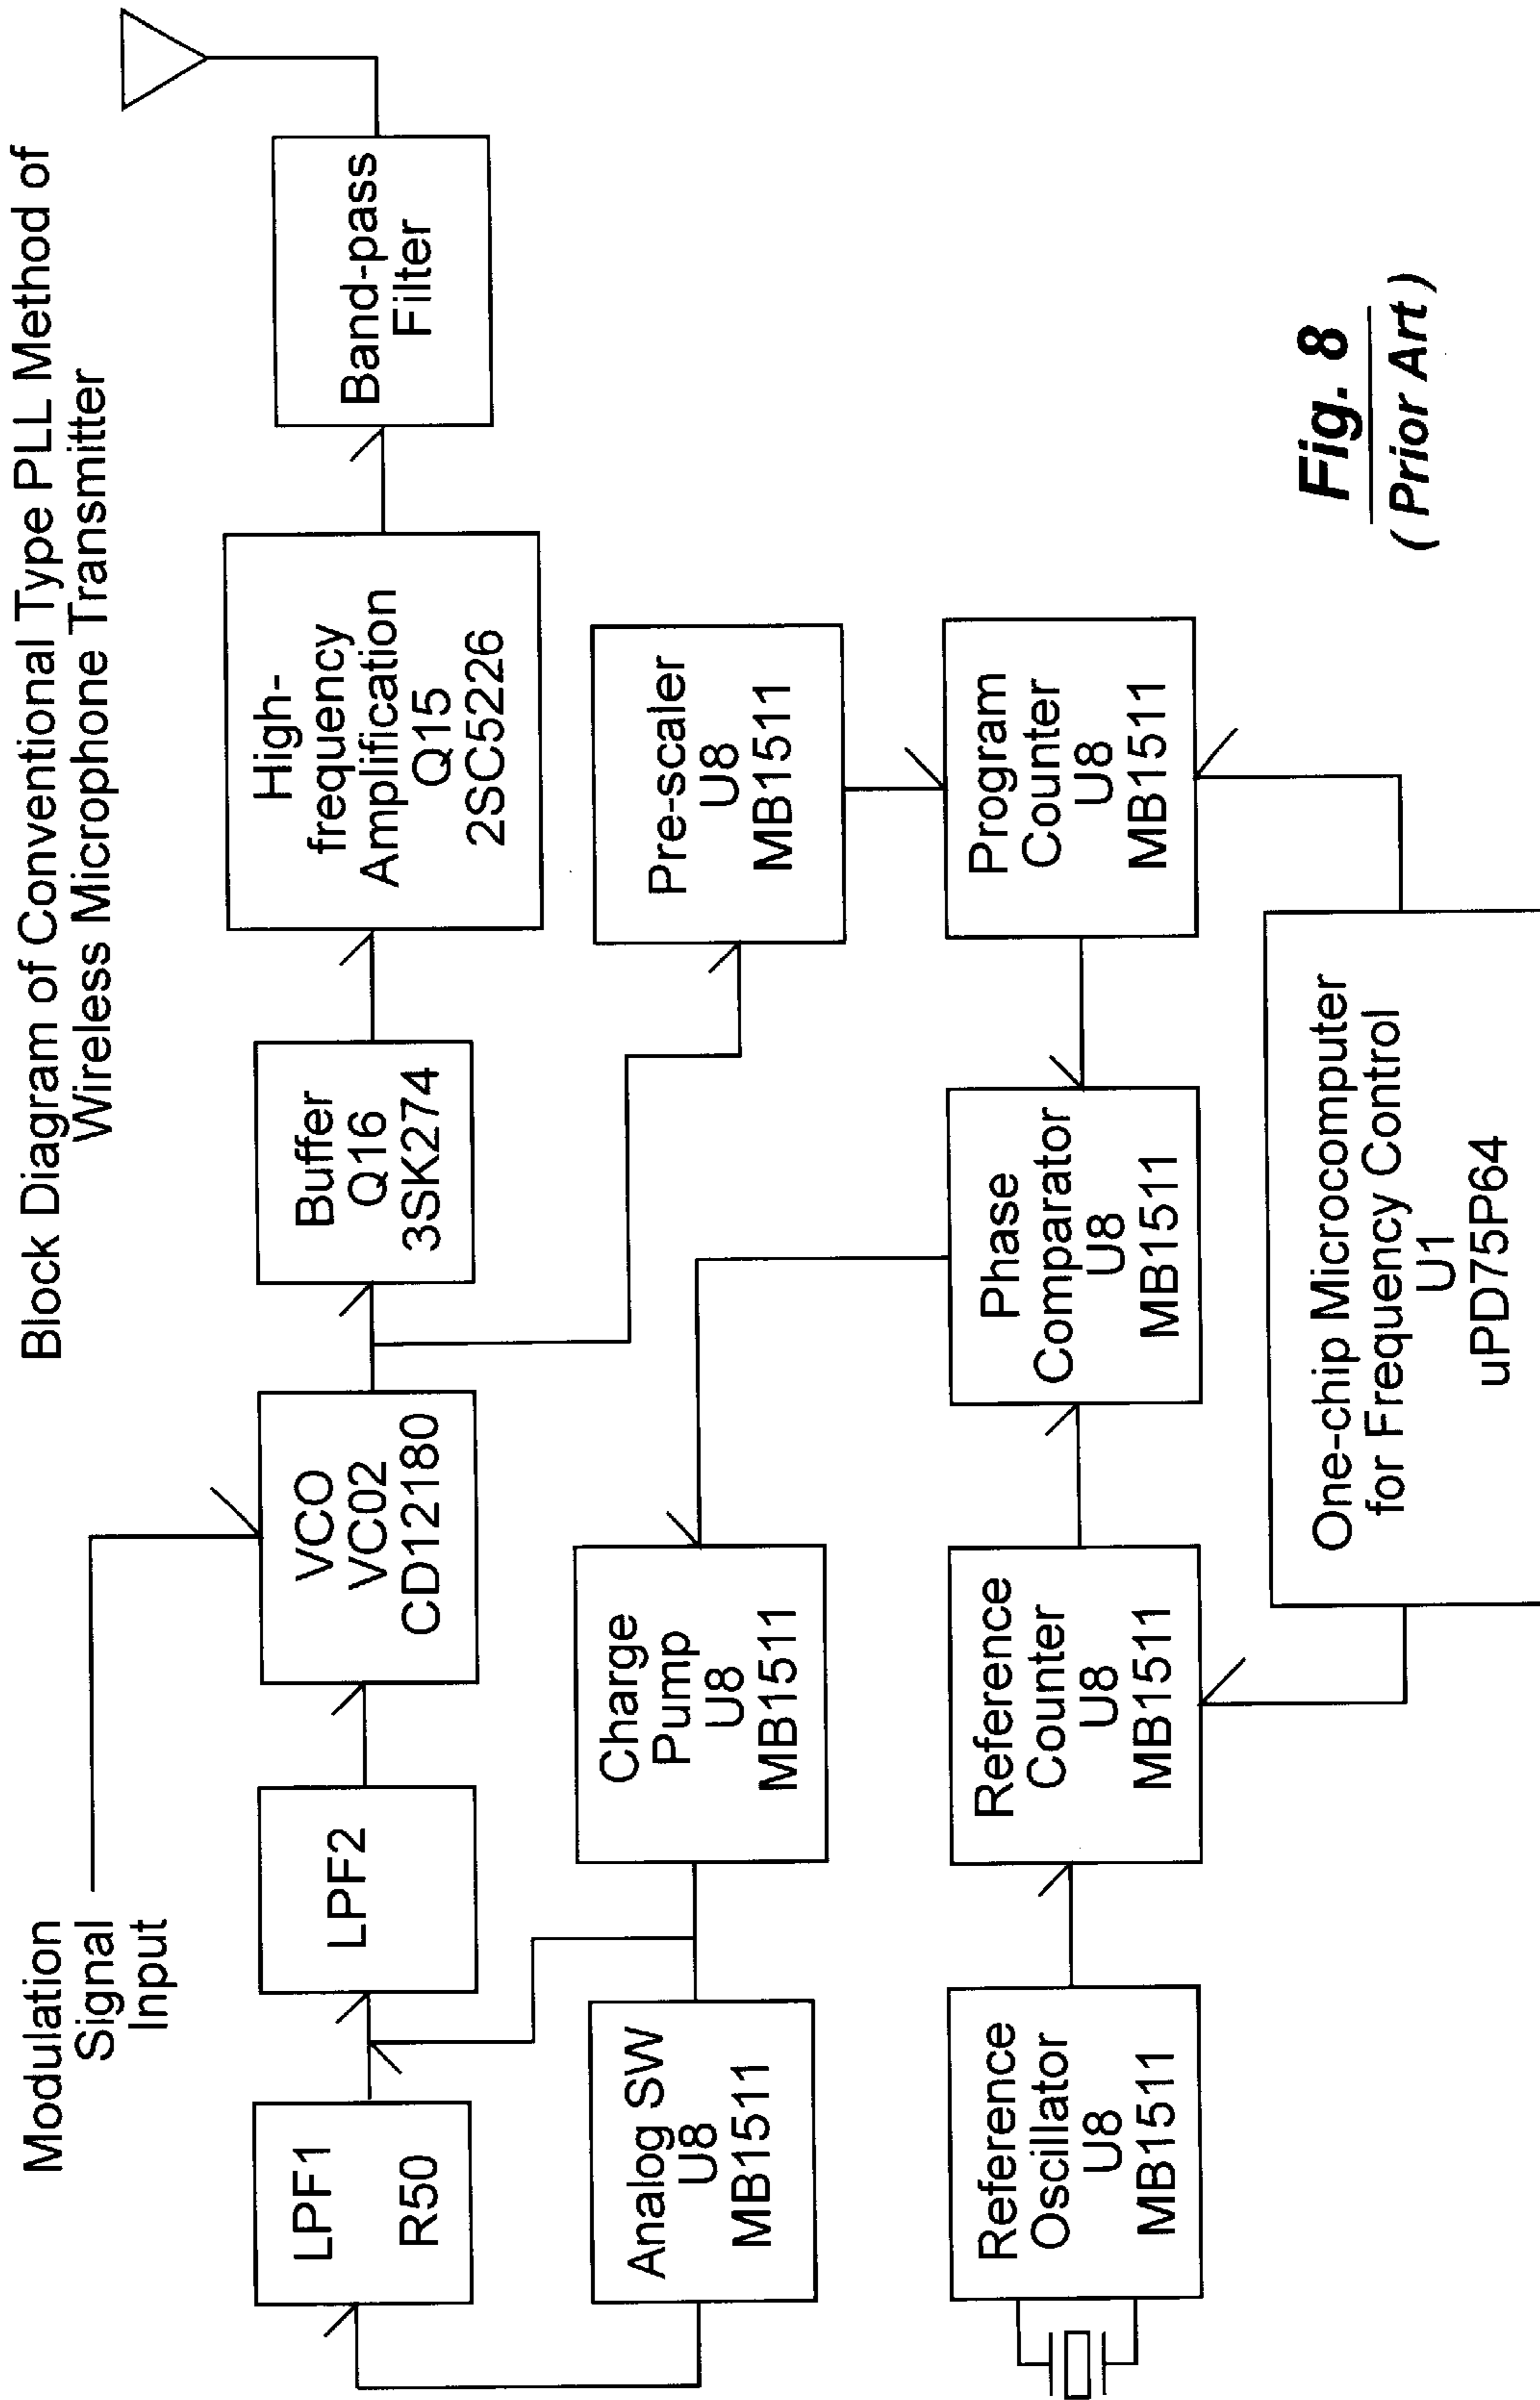 Block Diagram of Conventional Type PLL Method of
Wireless Microphone Transmitter
Modulation
Signal
Input
LPF1
R50
LPF2
VCO
VC02
CD12180
Buffer
Q16
3SK274
High-
frequency
Amplification
Q15
2SC5226
Band-pass
Filter
Analog SW
U8
MB1511
Charge
Pump
U8
MB1511
Pre-scaler
U8
MB1511
Reference
Oscillator
U8
MB1511
Reference
Counter
U8
MB1511
Phase
Comparator
U8
MB1511
Program
Counter
U8
MB1511
One-chip Microcomputer
for Frequency Control
U1
uPD75P64
Fig. 8
( Prior Art )